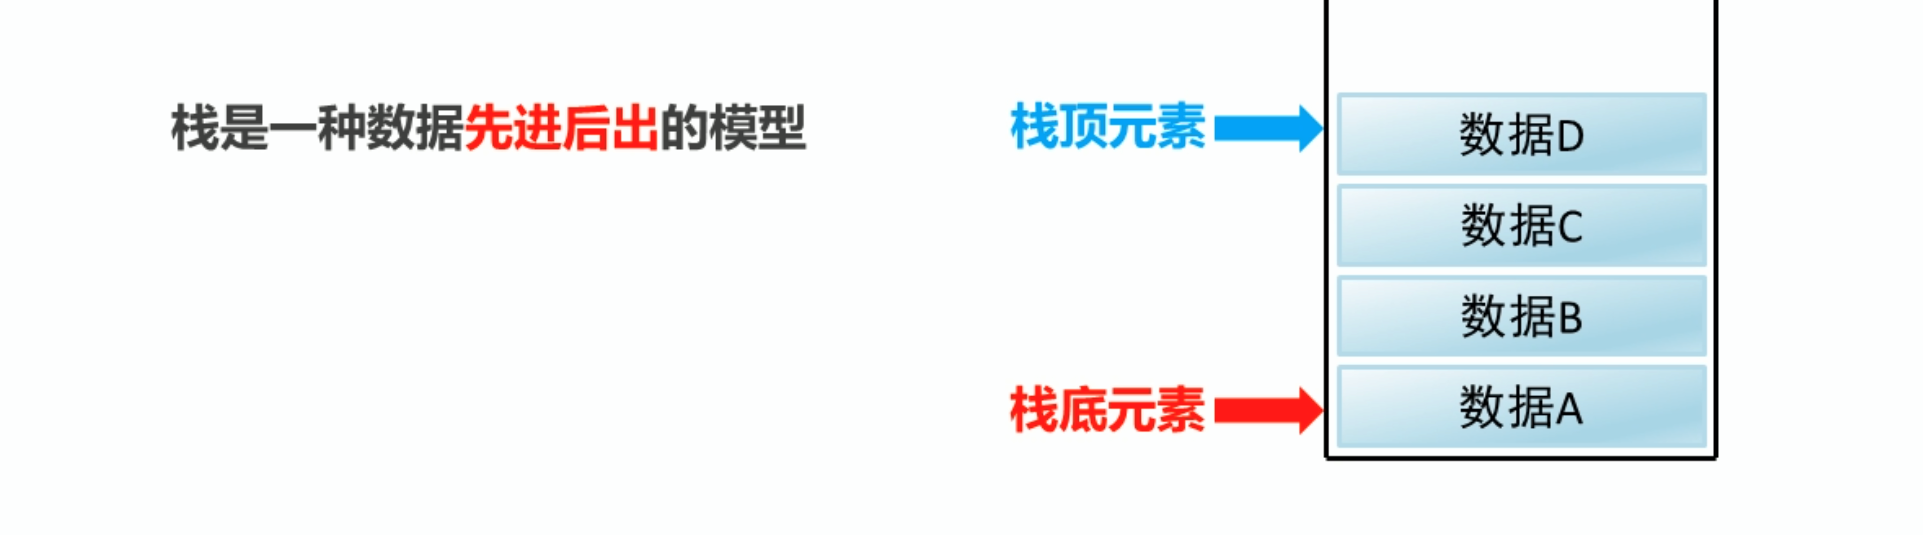 栈是一种数据先进后出的模型
栈顶元素
数据D
数据C
数据B
栈底元素
数据A